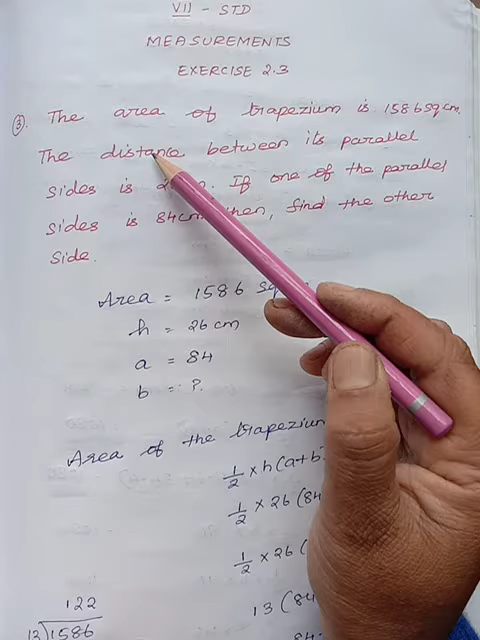 VII - STD
MEASUREMENTS
EXERCISE 2.3
3. The area of trapezium is 1586 sq cm.
The distance between its parallel
sides is 2 . If one of the parallel
sides is 84cm then, find the other
side.
Area = 1586 sq
h = 26 cm
a = 84
b = ?
Area of the trapezium
1/2 × h (a+b
1/2 × 26 (84
1/2 × 26 (
13 (84
122
13 1586
84